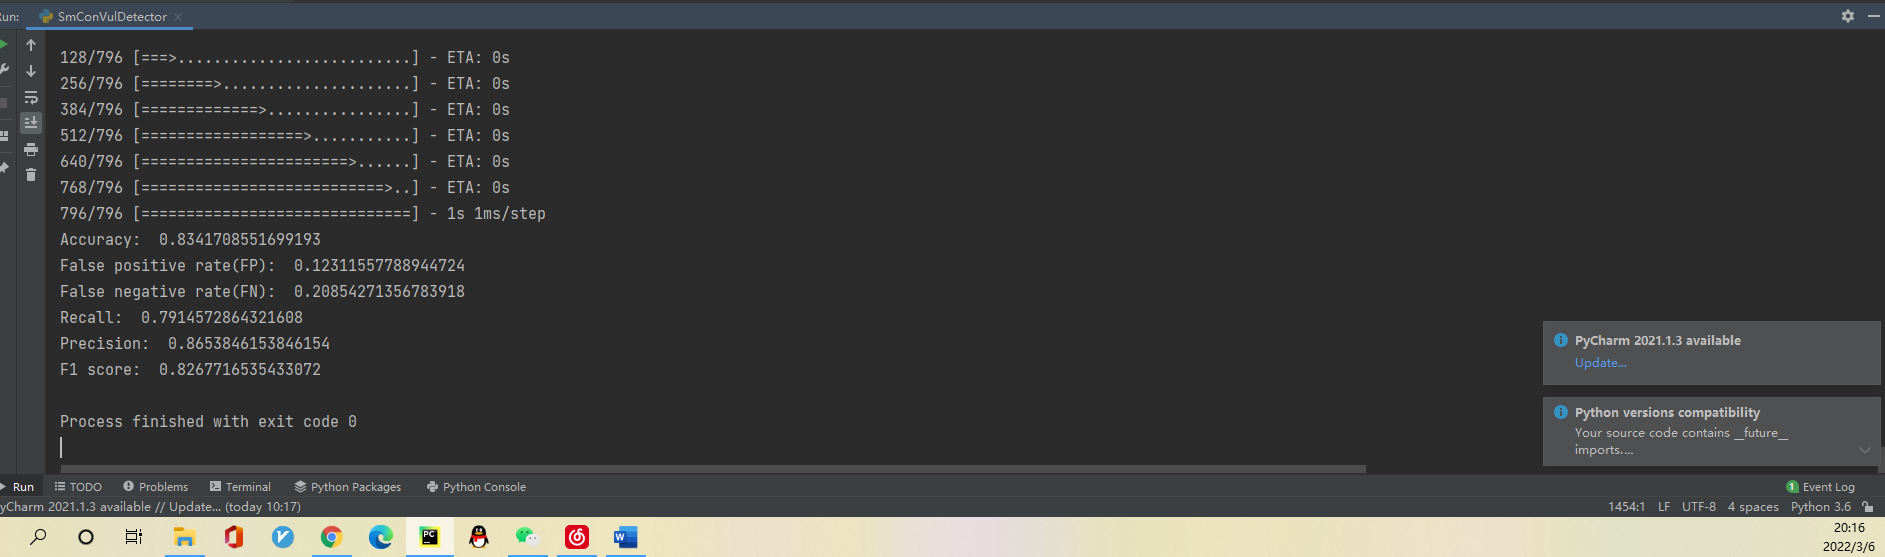 Run: SmConVulDetector
128/796 [===>..........................] - ETA: 0s
256/796 [========>.....................] - ETA: 0s
384/796 [=============>................] - ETA: 0s
512/796 [==================>...........] - ETA: 0s
640/796 [=======================>......] - ETA: 0s
768/796 [===========================>..] - ETA: 0s
796/796 [==============================] - 1s 1ms/step
Accuracy:  0.8341708551699193
False positive rate(FP):  0.12311557788944724
False negative rate(FN):  0.20854271356783918
Recall:  0.7914572864321608
Precision:  0.8653846153846154
F1 score:  0.8267716535433072
Process finished with exit code 0
PyCharm 2021.1.3 available
Update...
Python versions compatibility
Your source code contains __future__
imports....
Run TODO Problems Terminal Python Packages Python Console 1 Event Log
yCharm 2021.1.3 available // Update... (today 10:17) 1454:1 LF UTF-8 4 spaces Python 3.6
PC W
20:16
2022/3/6